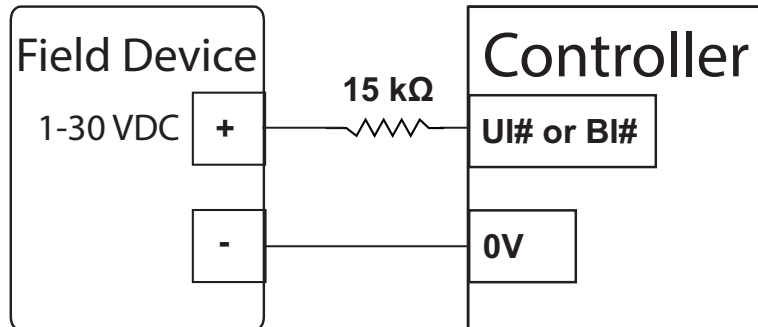 Field Device
Controller
15 kΩ
1-30 VDC
+
UI# or BI#
-
0V